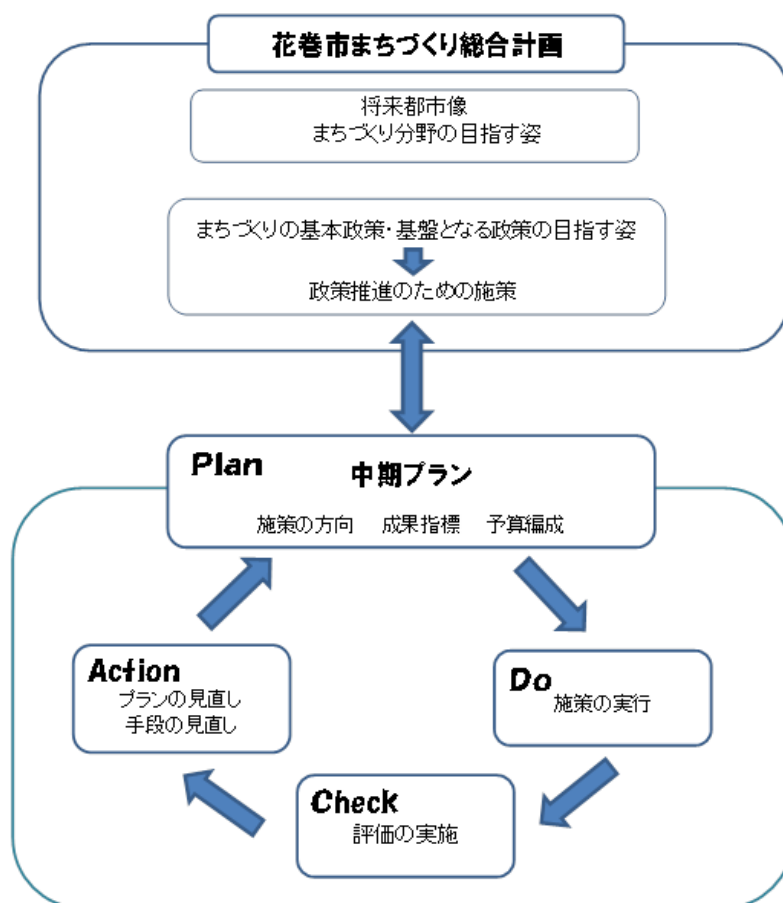 花巻市まちづくり総合計画
将来都市像
まちづくり分野の目指す姿
まちづくりの基本政策・基盤となる政策の目指す姿
政策推進のための施策
Plan 中期プラン
施策の方向 成果指標 予算編成
Action
プランの見直し
手段の見直し
Do
施策の実行
Check
評価の実施